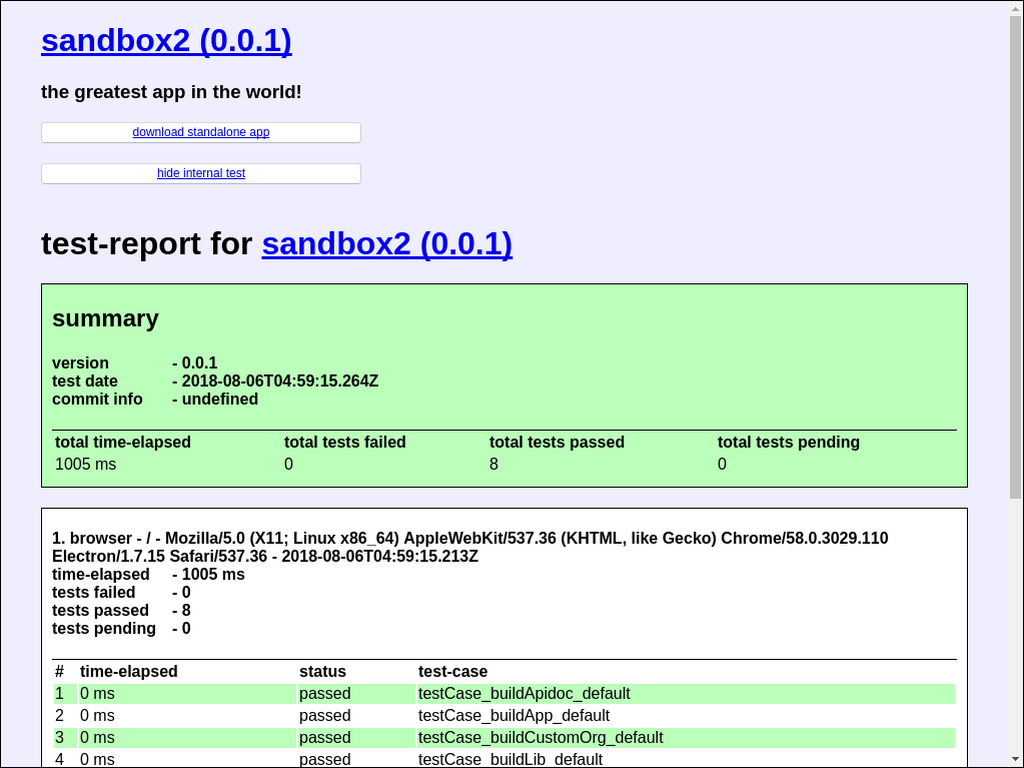 sandbox2 (0.0.1)
the greatest app in the world!
download standalone app
hide internal test
test-report for sandbox2 (0.0.1)
summary
version - 0.0.1
test date - 2018-08-06T04:59:15.264Z
commit info - undefined
total time-elapsed total tests failed total tests passed total tests pending
1005 ms 0 8 0
1. browser - / - Mozilla/5.0 (X11; Linux x86_64) AppleWebKit/537.36 (KHTML, like Gecko) Chrome/58.0.3029.110
Electron/1.7.15 Safari/537.36 - 2018-08-06T04:59:15.213Z
time-elapsed - 1005 ms
tests failed - 0
tests passed - 8
tests pending - 0
# time-elapsed status test-case
1 0 ms passed testCase_buildApidoc_default
2 0 ms passed testCase_buildApp_default
3 0 ms passed testCase_buildCustomOrg_default
4 0 ms passed testCase_buildLib_default